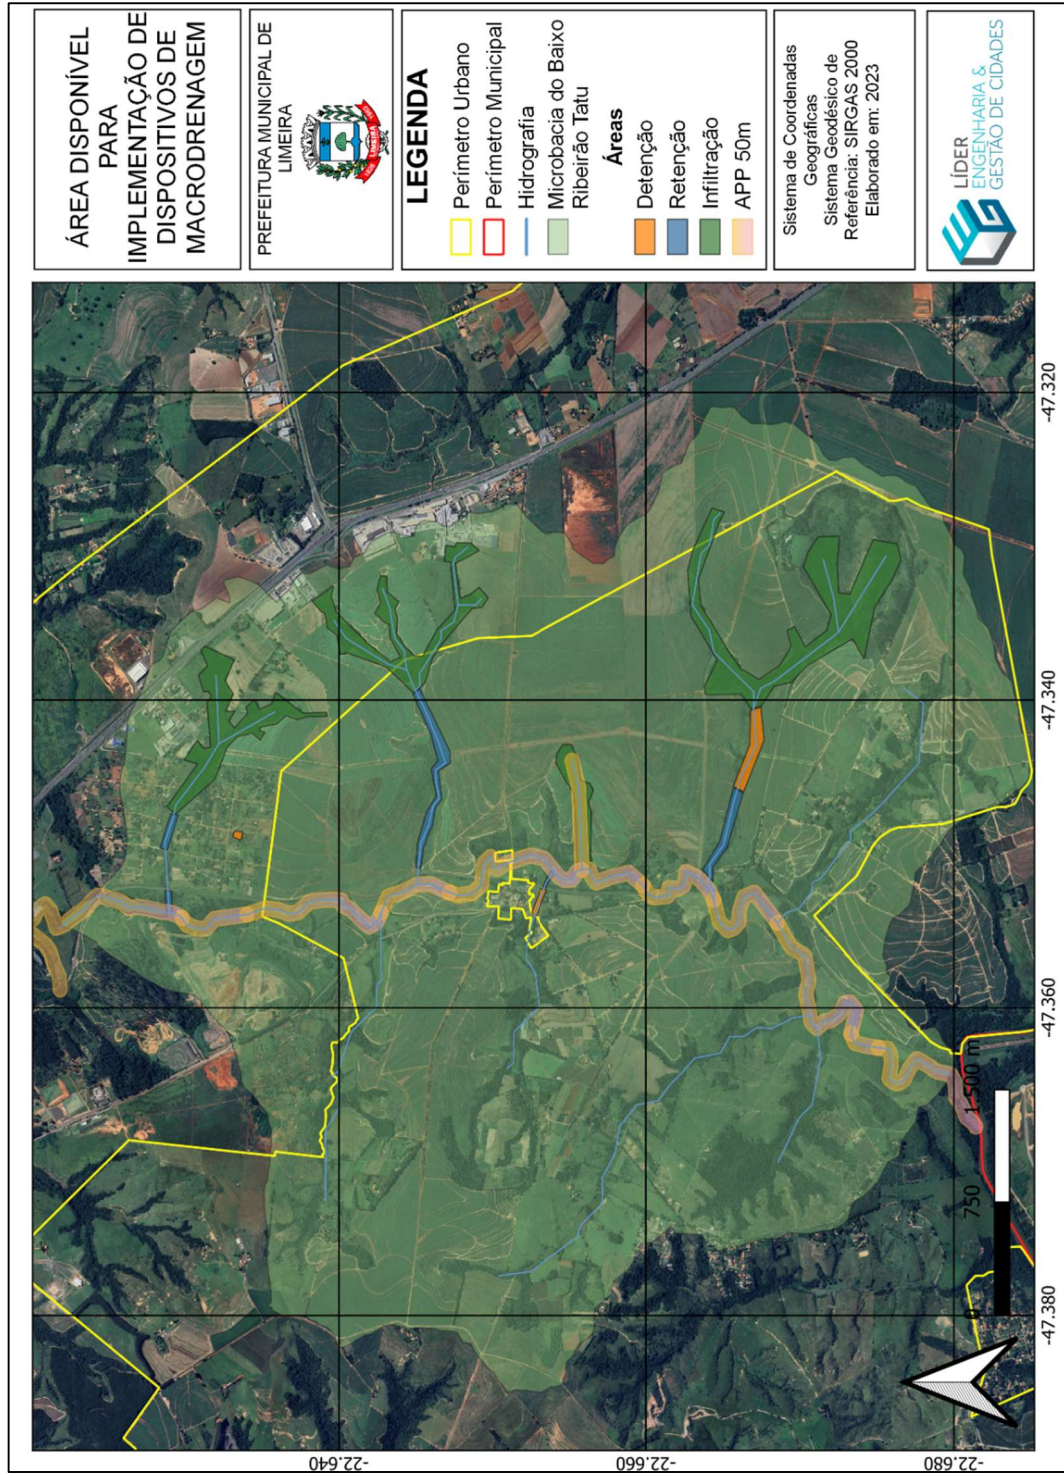 ÁREA DISPONÍVEL
PARA
IMPLEMENTAÇÃO DE
DISPOSITIVOS DE
MACRODRENAGEM
PREFEITURA MUNICIPAL DE
LIMEIRA
LIMEIRA
LEGENDA
Perímetro Urbano
Perímetro Municipal
Hidrografia
Microbacia do Baixo
Ribeirão Tatu
Áreas
Detenção
Retenção
Infiltração
APP 50m
Sistema de Coordenadas
Geográficas
Sistema Geodésico de
Referência: SIRGAS 2000
Elaborado em: 2023
LÍDER
ENGENHARIA &
GESTÃO DE CIDADES
-47.380
-47.360
-47.340
-47.320
-22.640
-22.660
-22.680
0
750
1.500 m